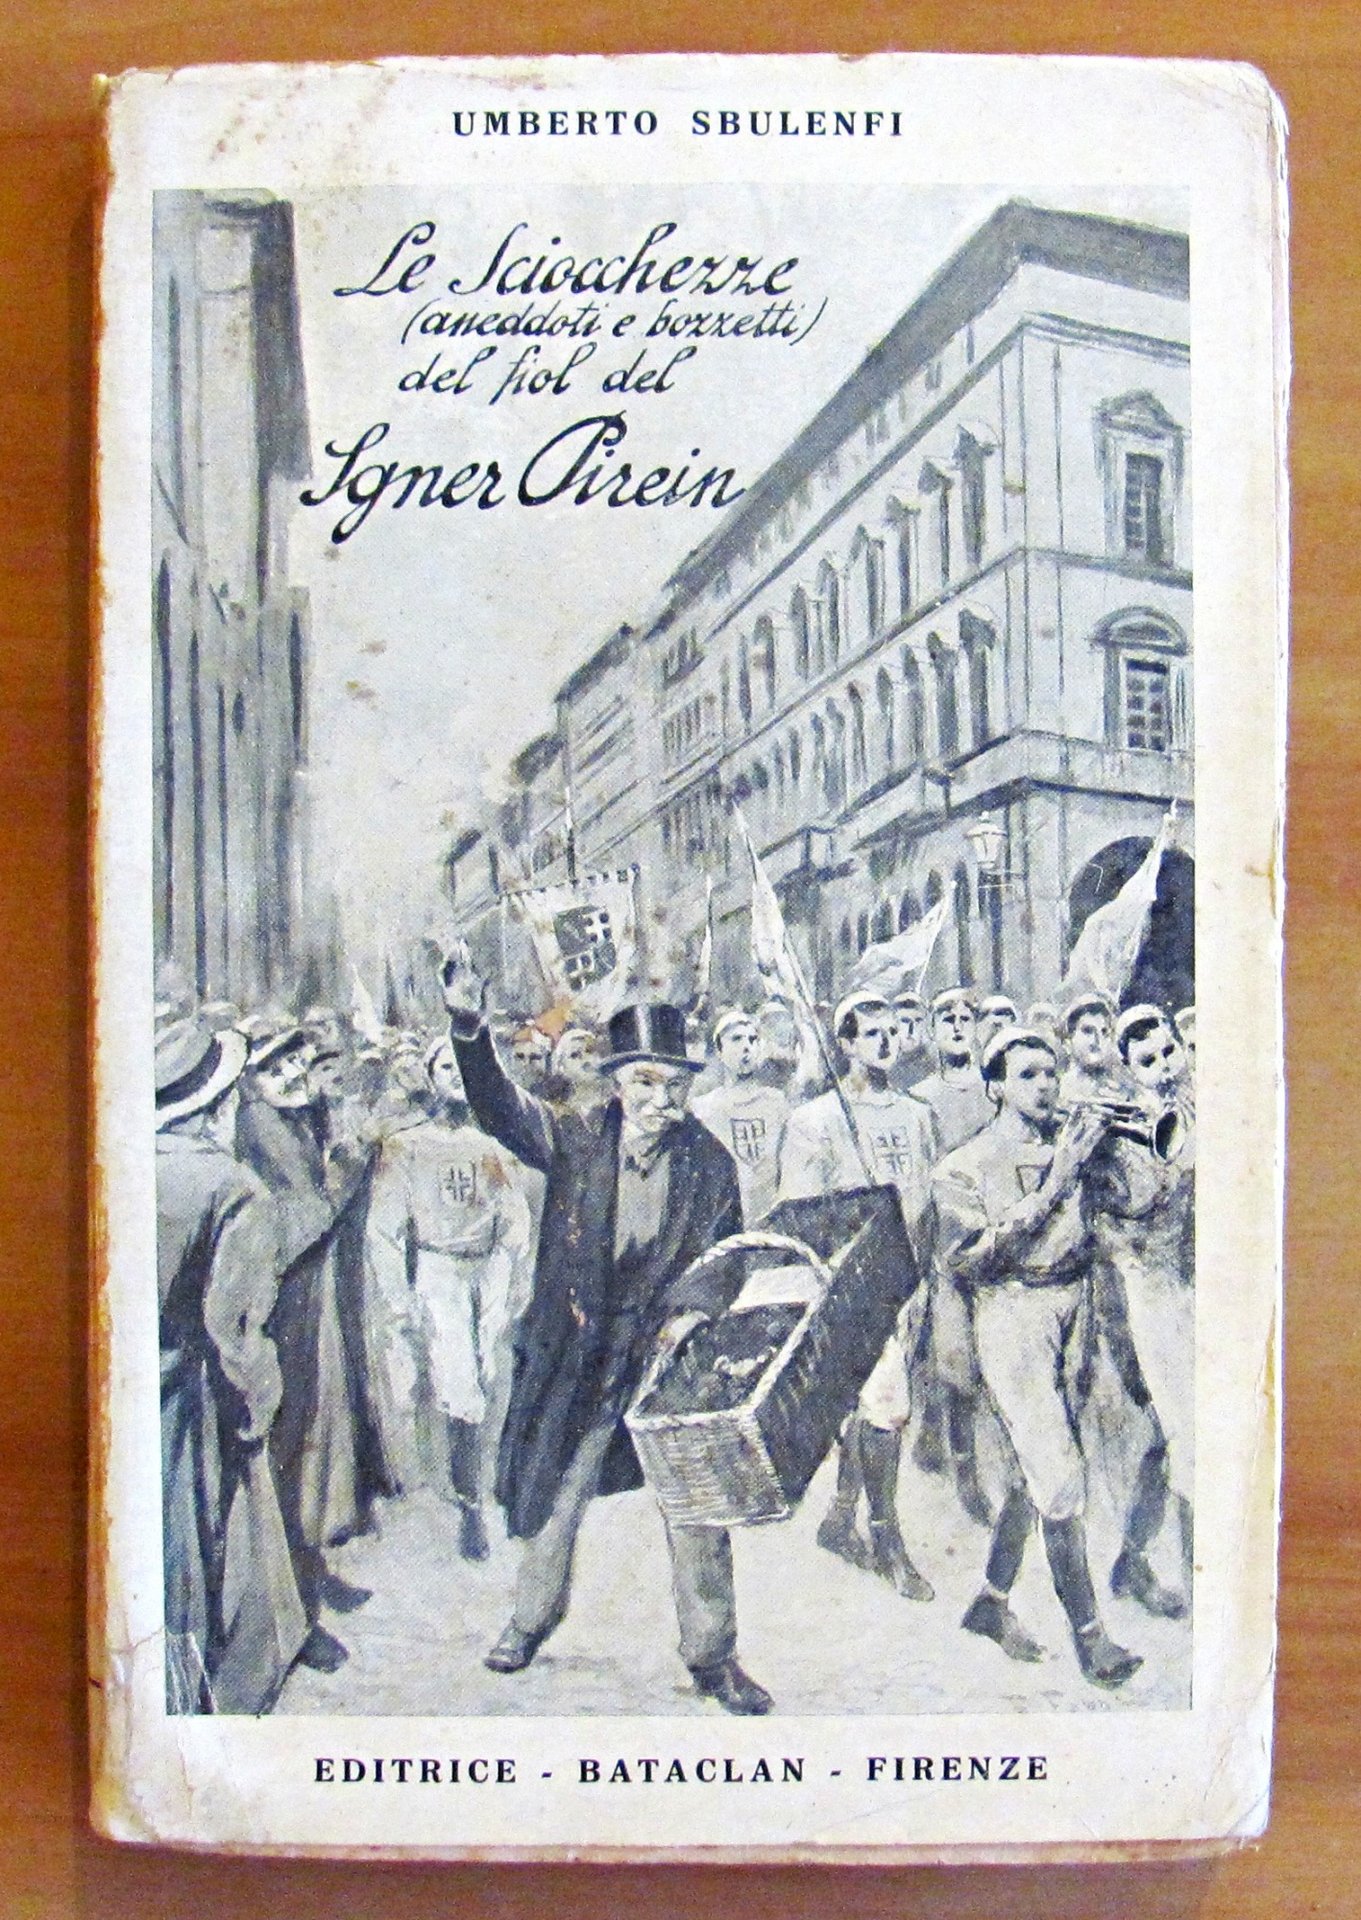 UMBERTO SBULENFI
Le Sciocchezze
(aneddoti e bozzetti)
del fiol del
Sgner Pirein
EDITRICE - BATACLAN - FIRENZE